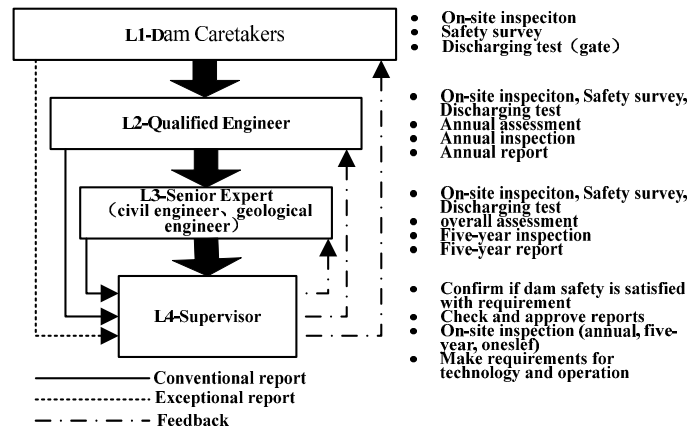 L1-Dam Caretakers
On-site inspeciton
Safety survey
Discharging test（gate）
L2-Qualified Engineer
On-site inspeciton, Safety survey,
Discharging test
Annual assessment
Annual inspection
Annual report
L3-Senior Expert
（civil engineer、geological
engineer）
On-site inspeciton, Safety survey,
Discharging test
overall assessment
Five-year inspection
Five-year report
L4-Supervisor
Confirm if dam safety is satisfied
with requirement
Check and approve reports
On-site inspection (annual, five-
year, oneslef)
Make requirements for
technology and operation
Conventional report
Exceptional report
Feedback